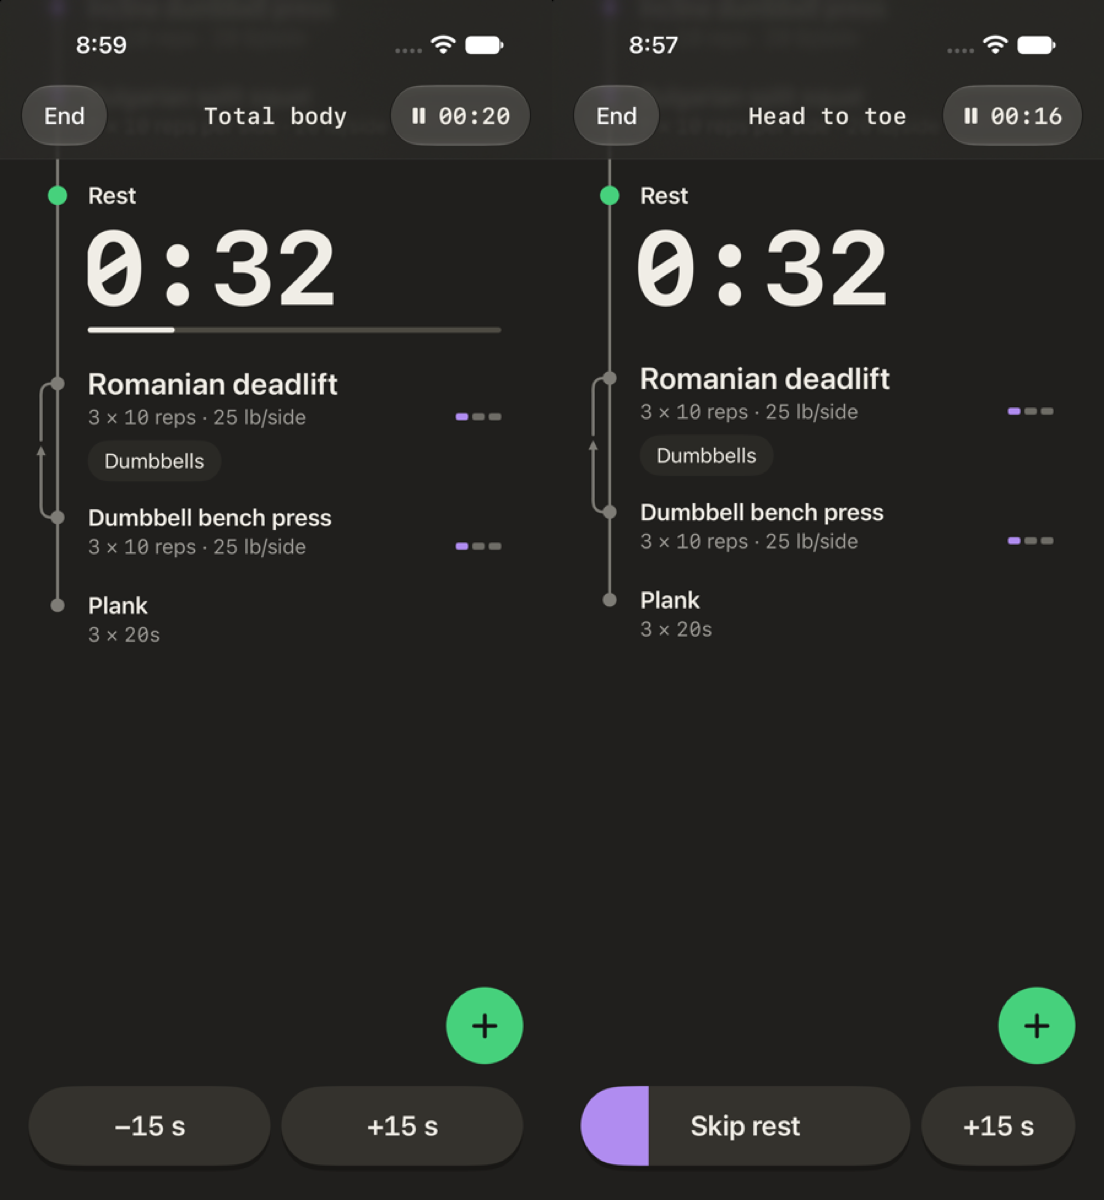 8:59
End
Total body
00:20
Rest
0:32
Romanian deadlift
3 × 10 reps · 25 lb/side
Dumbbells
Dumbbell bench press
3 × 10 reps · 25 lb/side
Plank
3 × 20s
–15 s
+15 s
8:57
End
Head to toe
00:16
Rest
0:32
Romanian deadlift
3 × 10 reps · 25 lb/side
Dumbbells
Dumbbell bench press
3 × 10 reps · 25 lb/side
Plank
3 × 20s
Skip rest
+15 s